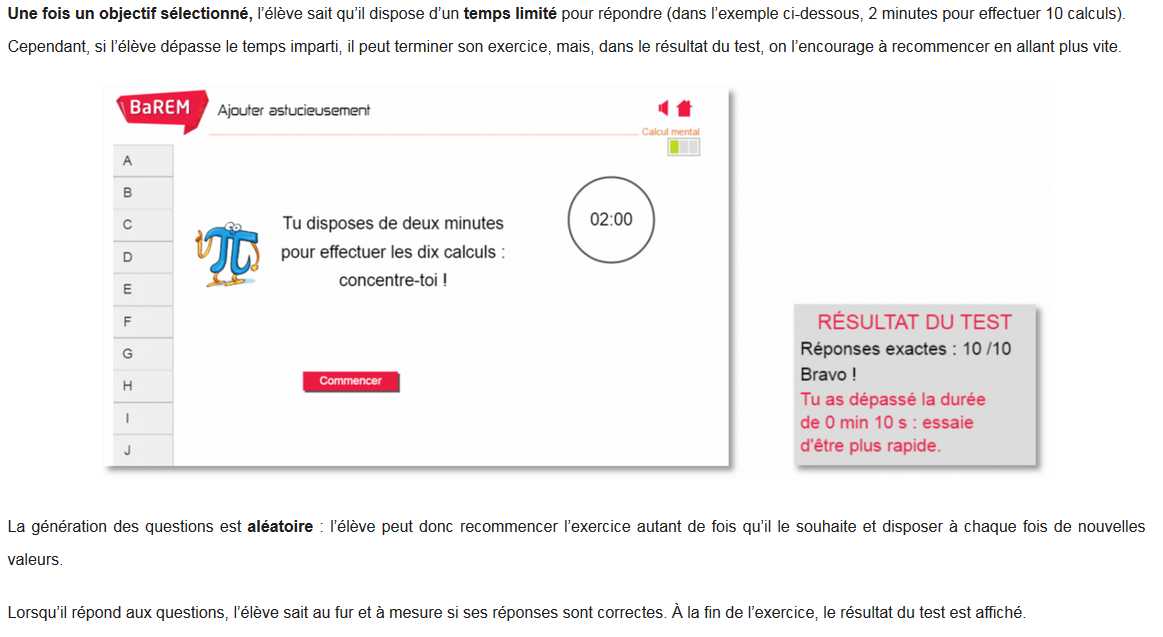 Une fois un objectif sélectionné, l’élève sait qu’il dispose d’un temps limité pour répondre (dans l’exemple ci-dessous, 2 minutes pour effectuer 10 calculs).
Cependant, si l’élève dépasse le temps imparti, il peut terminer son exercice, mais, dans le résultat du test, on l’encourage à recommencer en allant plus vite.
BaREM
Ajouter astucieusement
Calcul mental
A
B
C
D
E
F
G
H
I
J
Tu disposes de deux minutes
pour effectuer les dix calculs :
concentre-toi !
02:00
Commencer
RÉSULTAT DU TEST
Réponses exactes : 10 /10
Bravo !
Tu as dépassé la durée
de 0 min 10 s : essaie
d'être plus rapide.
La génération des questions est aléatoire : l’élève peut donc recommencer l’exercice autant de fois qu’il le souhaite et disposer à chaque fois de nouvelles
valeurs.
Lorsqu’il répond aux questions, l’élève sait au fur et à mesure si ses réponses sont correctes. À la fin de l’exercice, le résultat du test est affiché.